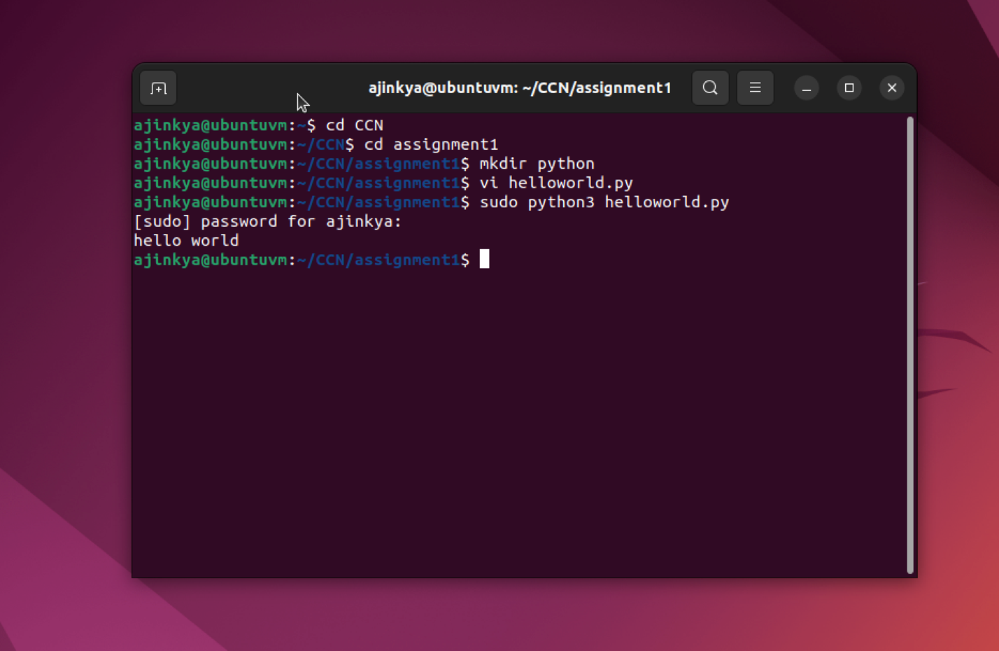 ajinkya@ubuntuvm: ~/CCN/assignment1
ajinkya@ubuntuvm:~$ cd CCN
ajinkya@ubuntuvm:~/CCN$ cd assignment1
ajinkya@ubuntuvm:~/CCN/assignment1$ mkdir python
ajinkya@ubuntuvm:~/CCN/assignment1$ vi helloworld.py
ajinkya@ubuntuvm:~/CCN/assignment1$ sudo python3 helloworld.py
[sudo] password for ajinkya:
hello world
ajinkya@ubuntuvm:~/CCN/assignment1$